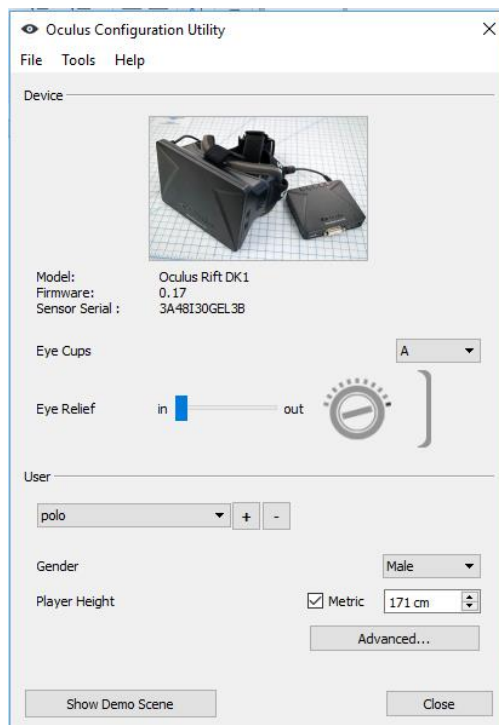 Oculus Configuration Utility
File Tools Help
Device
Model: Oculus Rift DK1
Firmware: 0.17
Sensor Serial : 3A48I30GEL3B
Eye Cups A
Eye Relief in out
User
polo + -
Gender Male
Player Height Metric 171 cm
Advanced...
Show Demo Scene Close